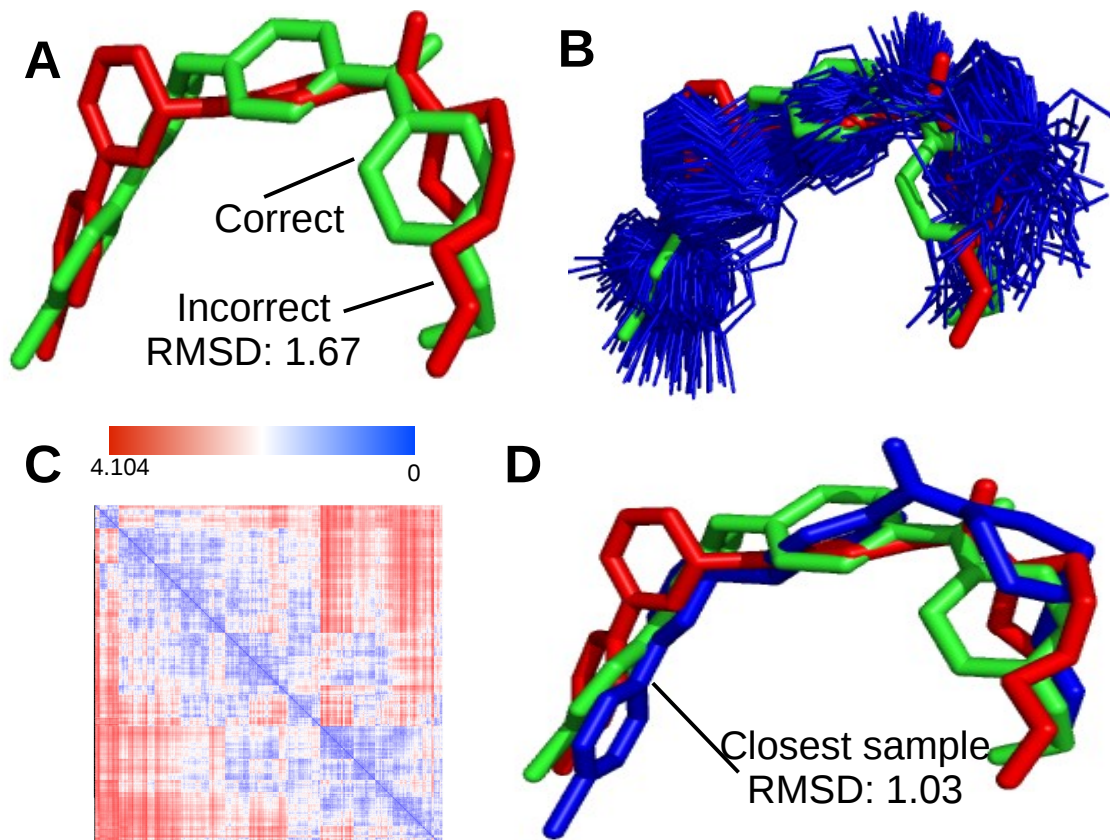 A
Correct
Incorrect
RMSD: 1.67
B
C
4.104
0
D
Closest sample
RMSD: 1.03